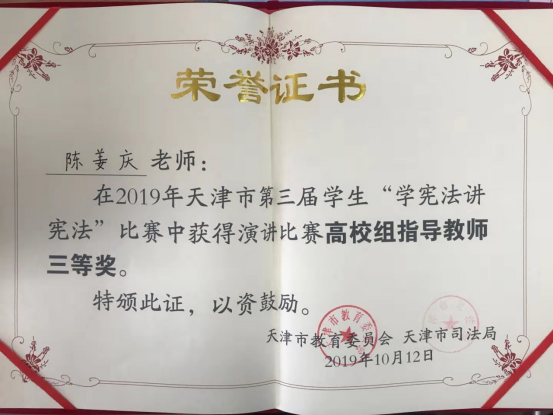 荣誉证书
陈姜庆 老师：
在2019年天津市第三届学生“学宪法讲
宪法”比赛中获得演讲比赛高校组指导教师
三等奖。
特颁此证，以资鼓励。
天津市教育委员会 天津市司法局
2019年10月12日